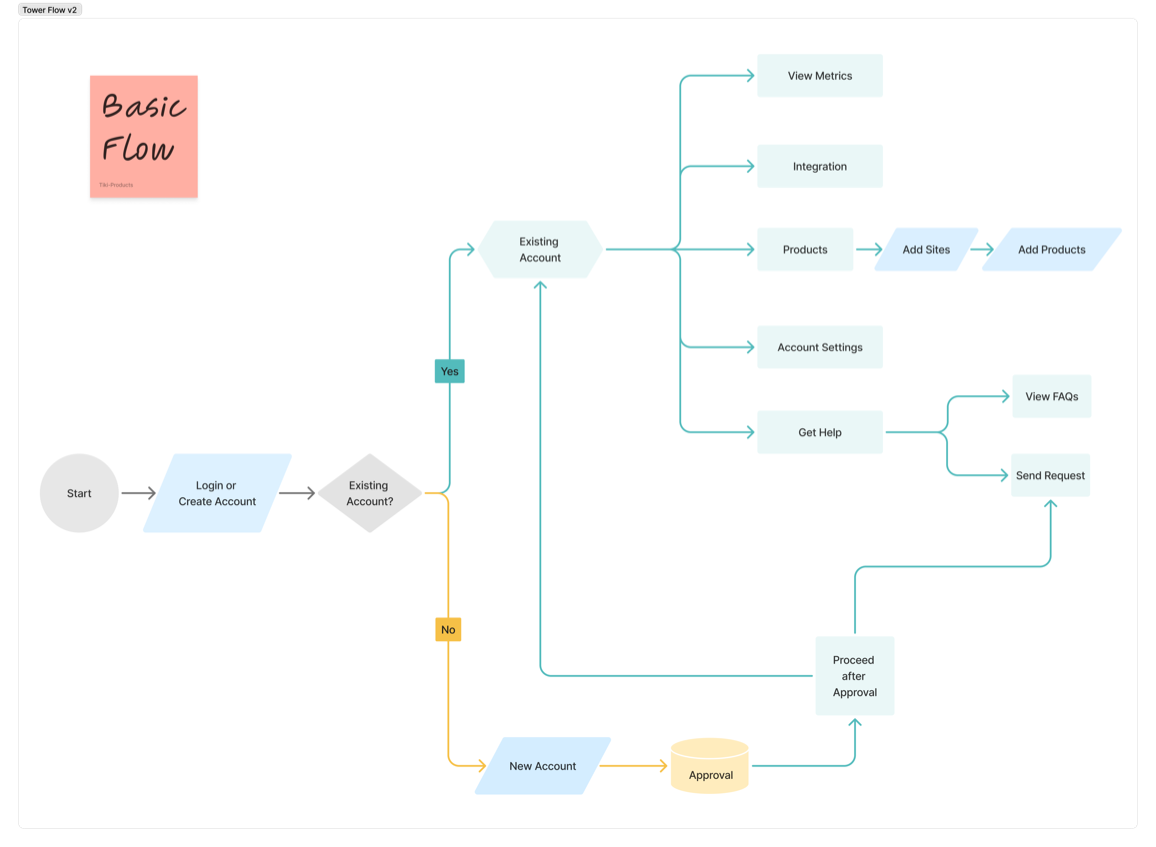 Tower Flow v2
Basic
Flow
Tiki-Products
View Metrics
Integration
Existing
Account
Products
Add Sites
Add Products
Account Settings
Yes
View FAQs
Get Help
Send Request
Start
Login or
Create Account
Existing
Account?
No
Proceed
after
Approval
New Account
Approval